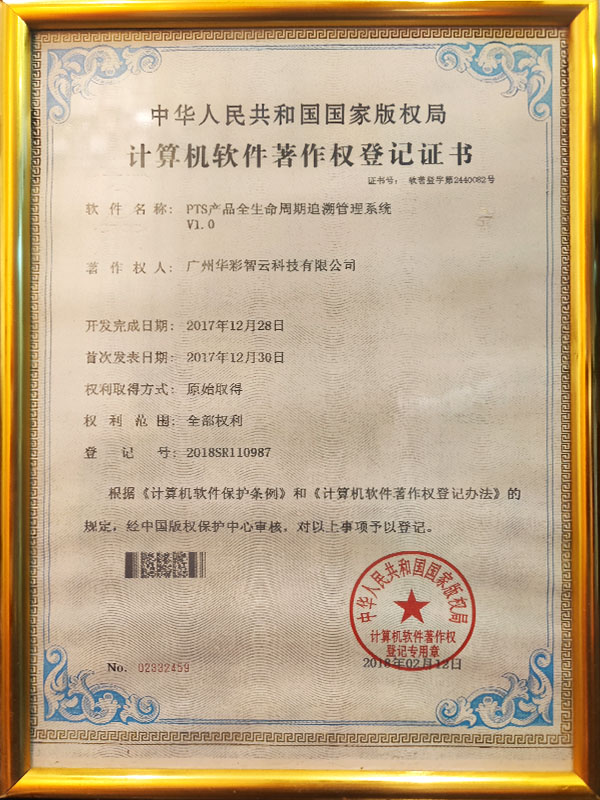 中华人民共和国国家版权局
计算机软件著作权登记证书
证书号： 软著登字第2440082号
软件名称： PTS产品全生命周期追溯管理系统
V1.0
著作权人： 广州华彩智云科技有限公司
开发完成日期： 2017年12月28日
首次发表日期： 2017年12月30日
权利取得方式： 原始取得
权利范围： 全部权利
登记号： 2018SR110987
根据《计算机软件保护条例》和《计算机软件著作权登记办法》的
规定，经中国版权保护中心审核，对以上事项予以登记。
中华人民共和国国家版权局
计算机软件著作权
登记专用章
No. 02332459
2018年02月12日